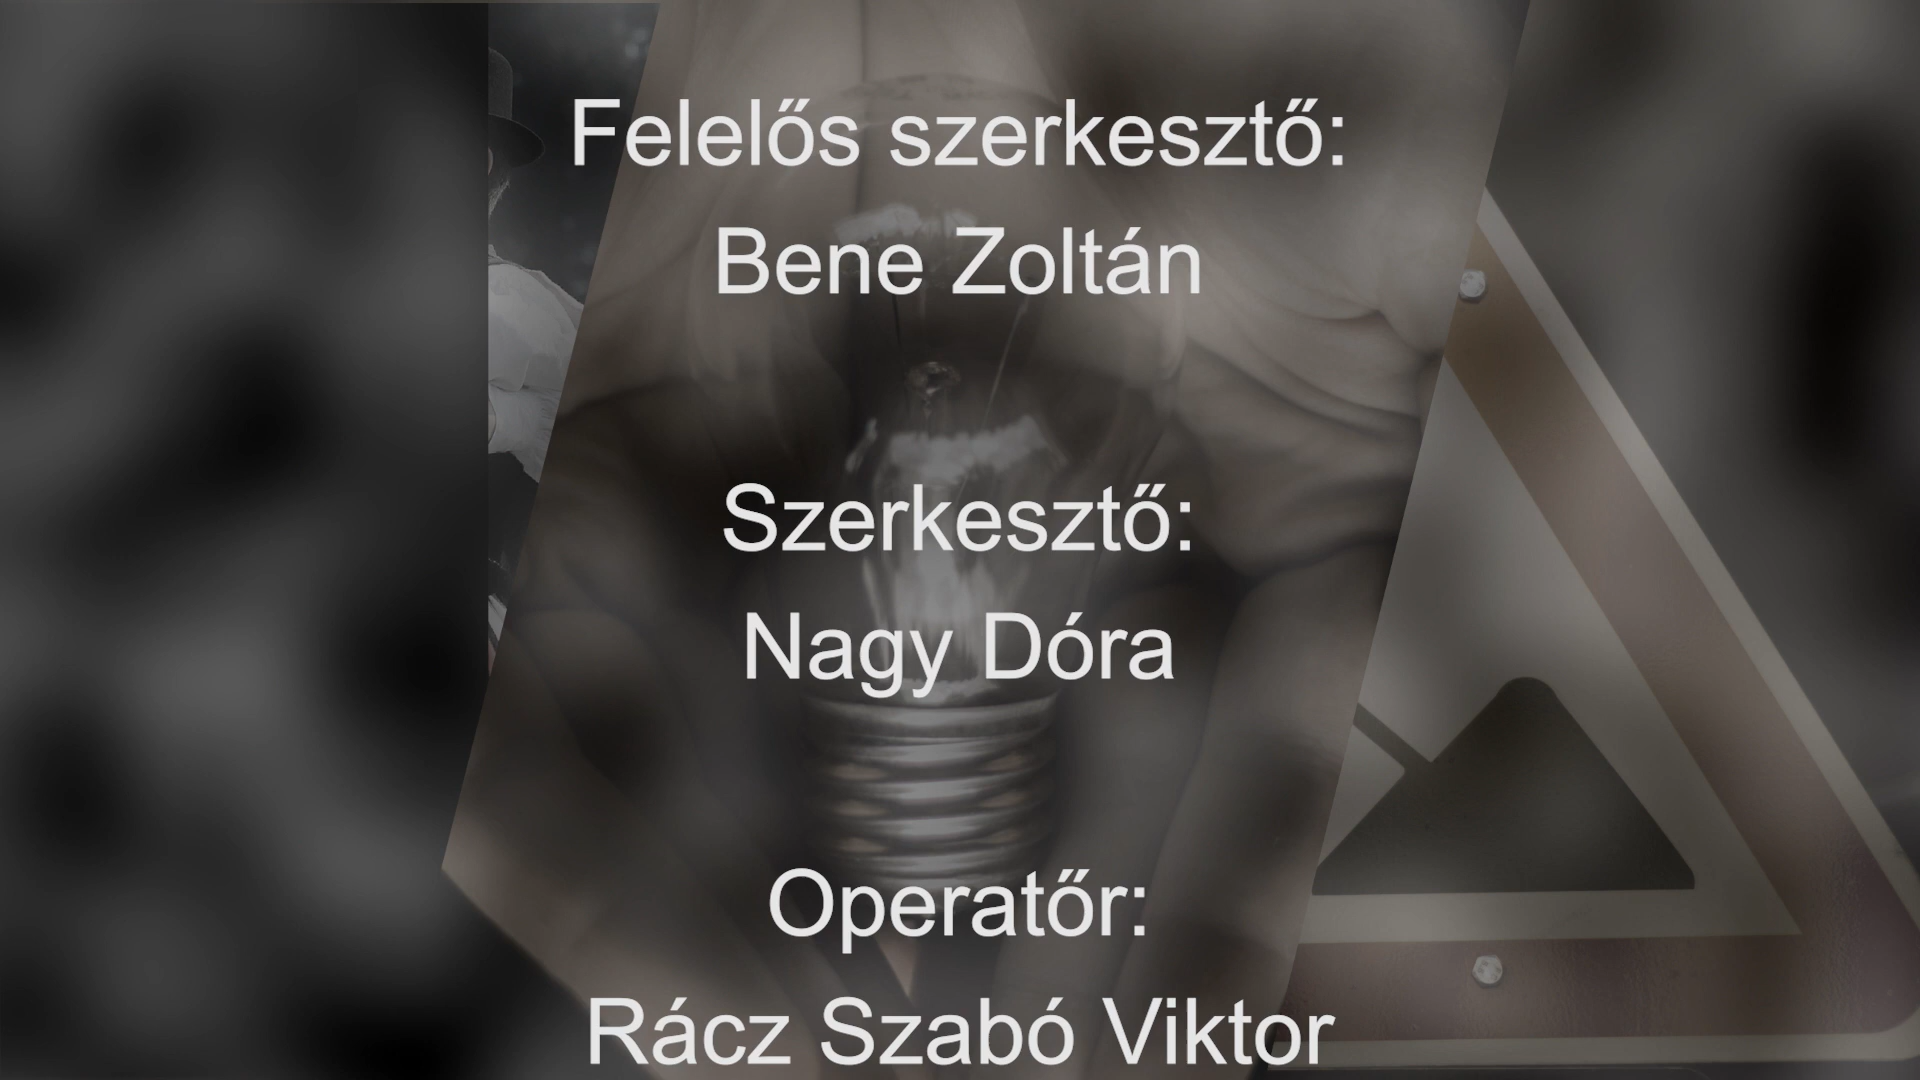 Felelős szerkesztő:
Bene Zoltán
Szerkesztő:
Nagy Dóra
Operatőr:
Rácz Szabó Viktor